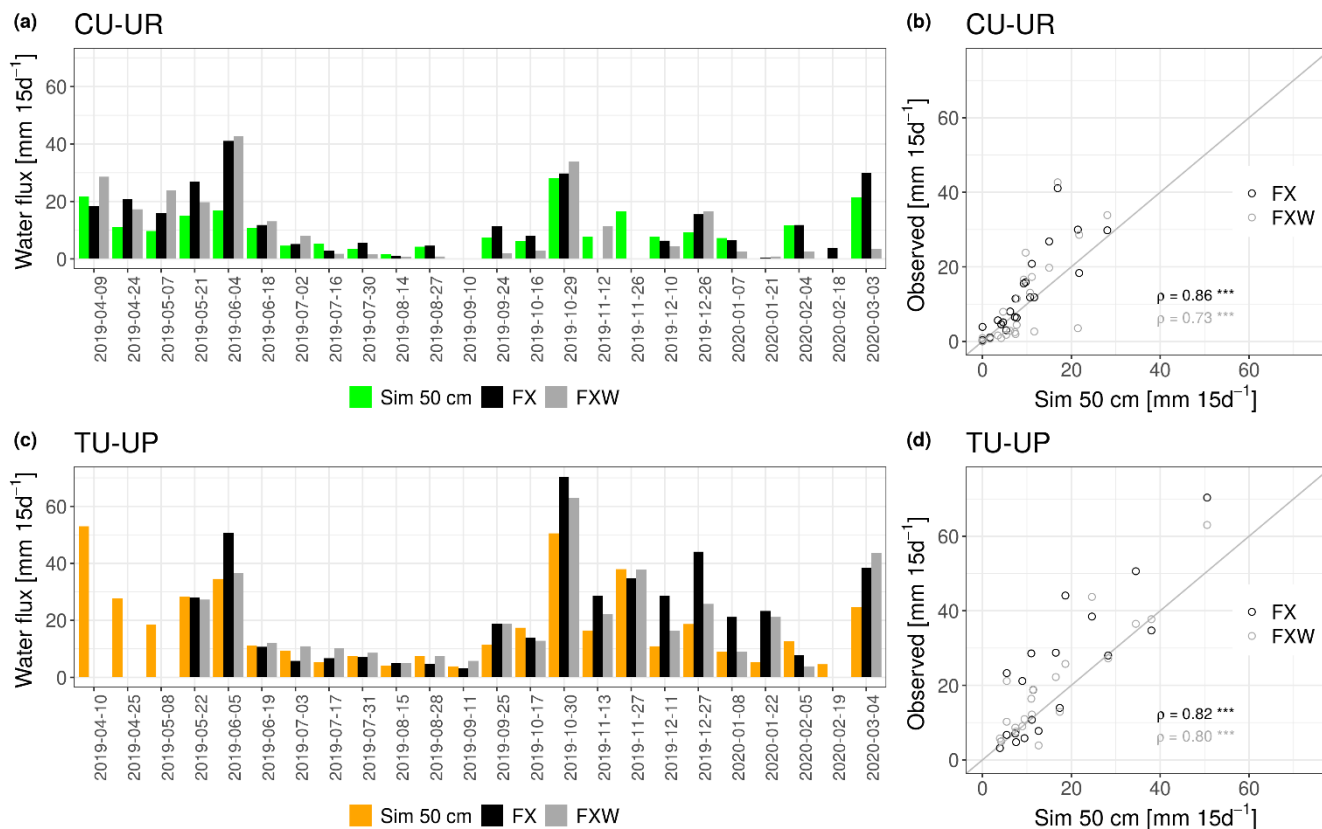 (a) CU-UR
Water flux [mm 15d⁻¹]
60
40
20
0
2019-04-09
2019-04-24
2019-05-07
2019-05-21
2019-06-04
2019-06-18
2019-07-02
2019-07-16
2019-07-30
2019-08-14
2019-08-27
2019-09-10
2019-09-24
2019-10-16
2019-10-29
2019-11-12
2019-11-26
2019-12-10
2019-12-26
2020-01-07
2020-01-21
2020-02-04
2020-02-18
2020-03-03
Sim 50 cm FX FXW
(b) CU-UR
Observed [mm 15d⁻¹]
60
40
20
0
FX
FXW
ρ = 0.86 ***
ρ = 0.73 ***
0 20 40 60
Sim 50 cm [mm 15d⁻¹]
(c) TU-UP
Water flux [mm 15d⁻¹]
60
40
20
0
2019-04-10
2019-04-25
2019-05-08
2019-05-22
2019-06-05
2019-06-19
2019-07-03
2019-07-17
2019-07-31
2019-08-15
2019-08-28
2019-09-11
2019-09-25
2019-10-17
2019-10-30
2019-11-13
2019-11-27
2019-12-11
2019-12-27
2020-01-08
2020-01-22
2020-02-05
2020-02-19
2020-03-04
Sim 50 cm FX FXW
(d) TU-UP
Observed [mm 15d⁻¹]
60
40
20
0
FX
FXW
ρ = 0.82 ***
ρ = 0.80 ***
0 20 40 60
Sim 50 cm [mm 15d⁻¹]